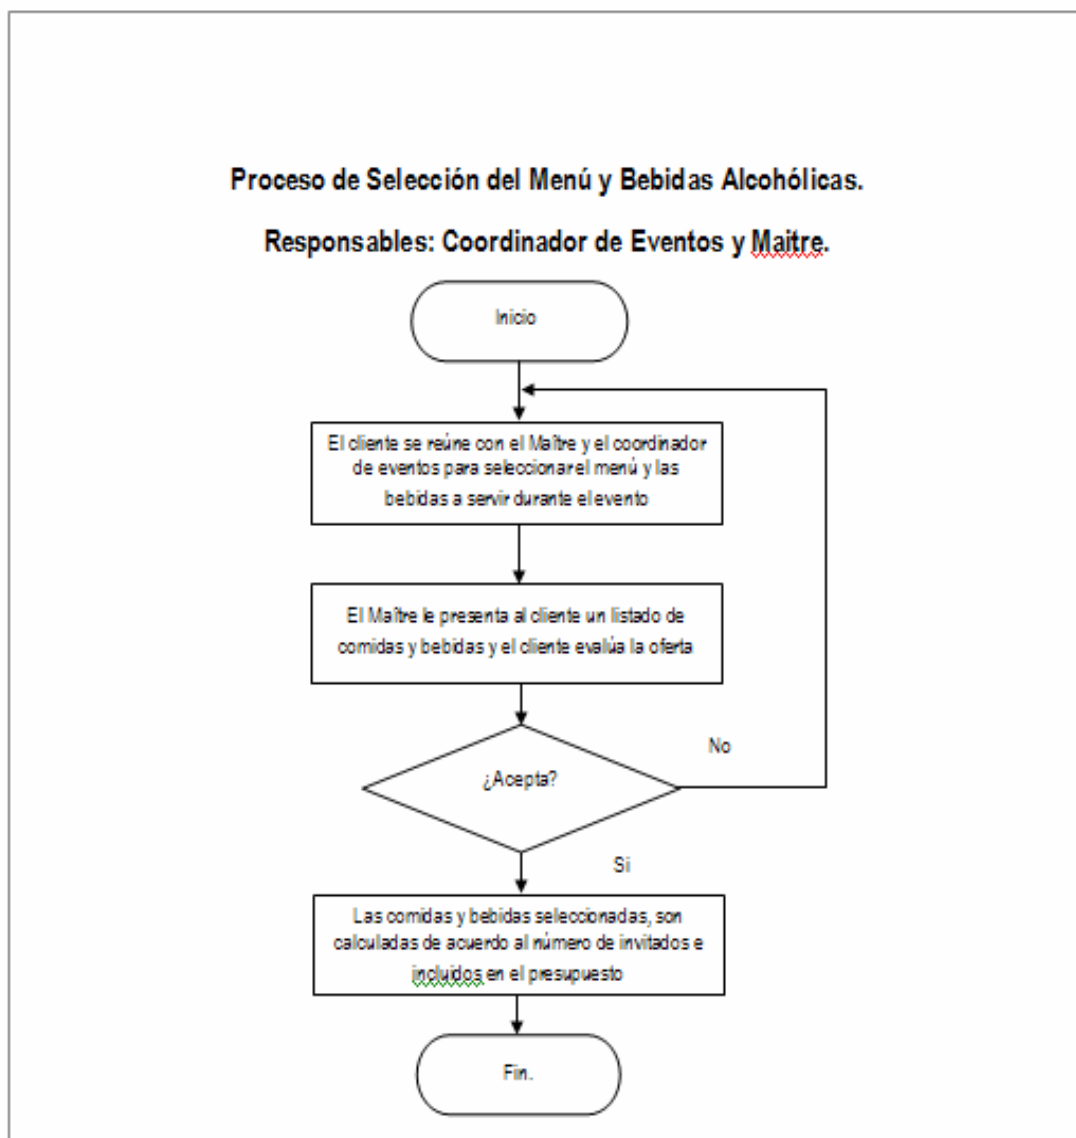 Proceso de Selección del Menú y Bebidas Alcohólicas.
Responsables: Coordinador de Eventos y Maitre.
Inicio
El cliente se reúne con el Maître y el coordinador
de eventos para seleccionar el menú y las
bebidas a servir durante el evento
El Maître le presenta al cliente un listado de
comidas y bebidas y el cliente evalúa la oferta
No
¿Acepta?
Si
Las comidas y bebidas seleccionadas, son
calculadas de acuerdo al número de invitados e
incluidos en el presupuesto
Fin.